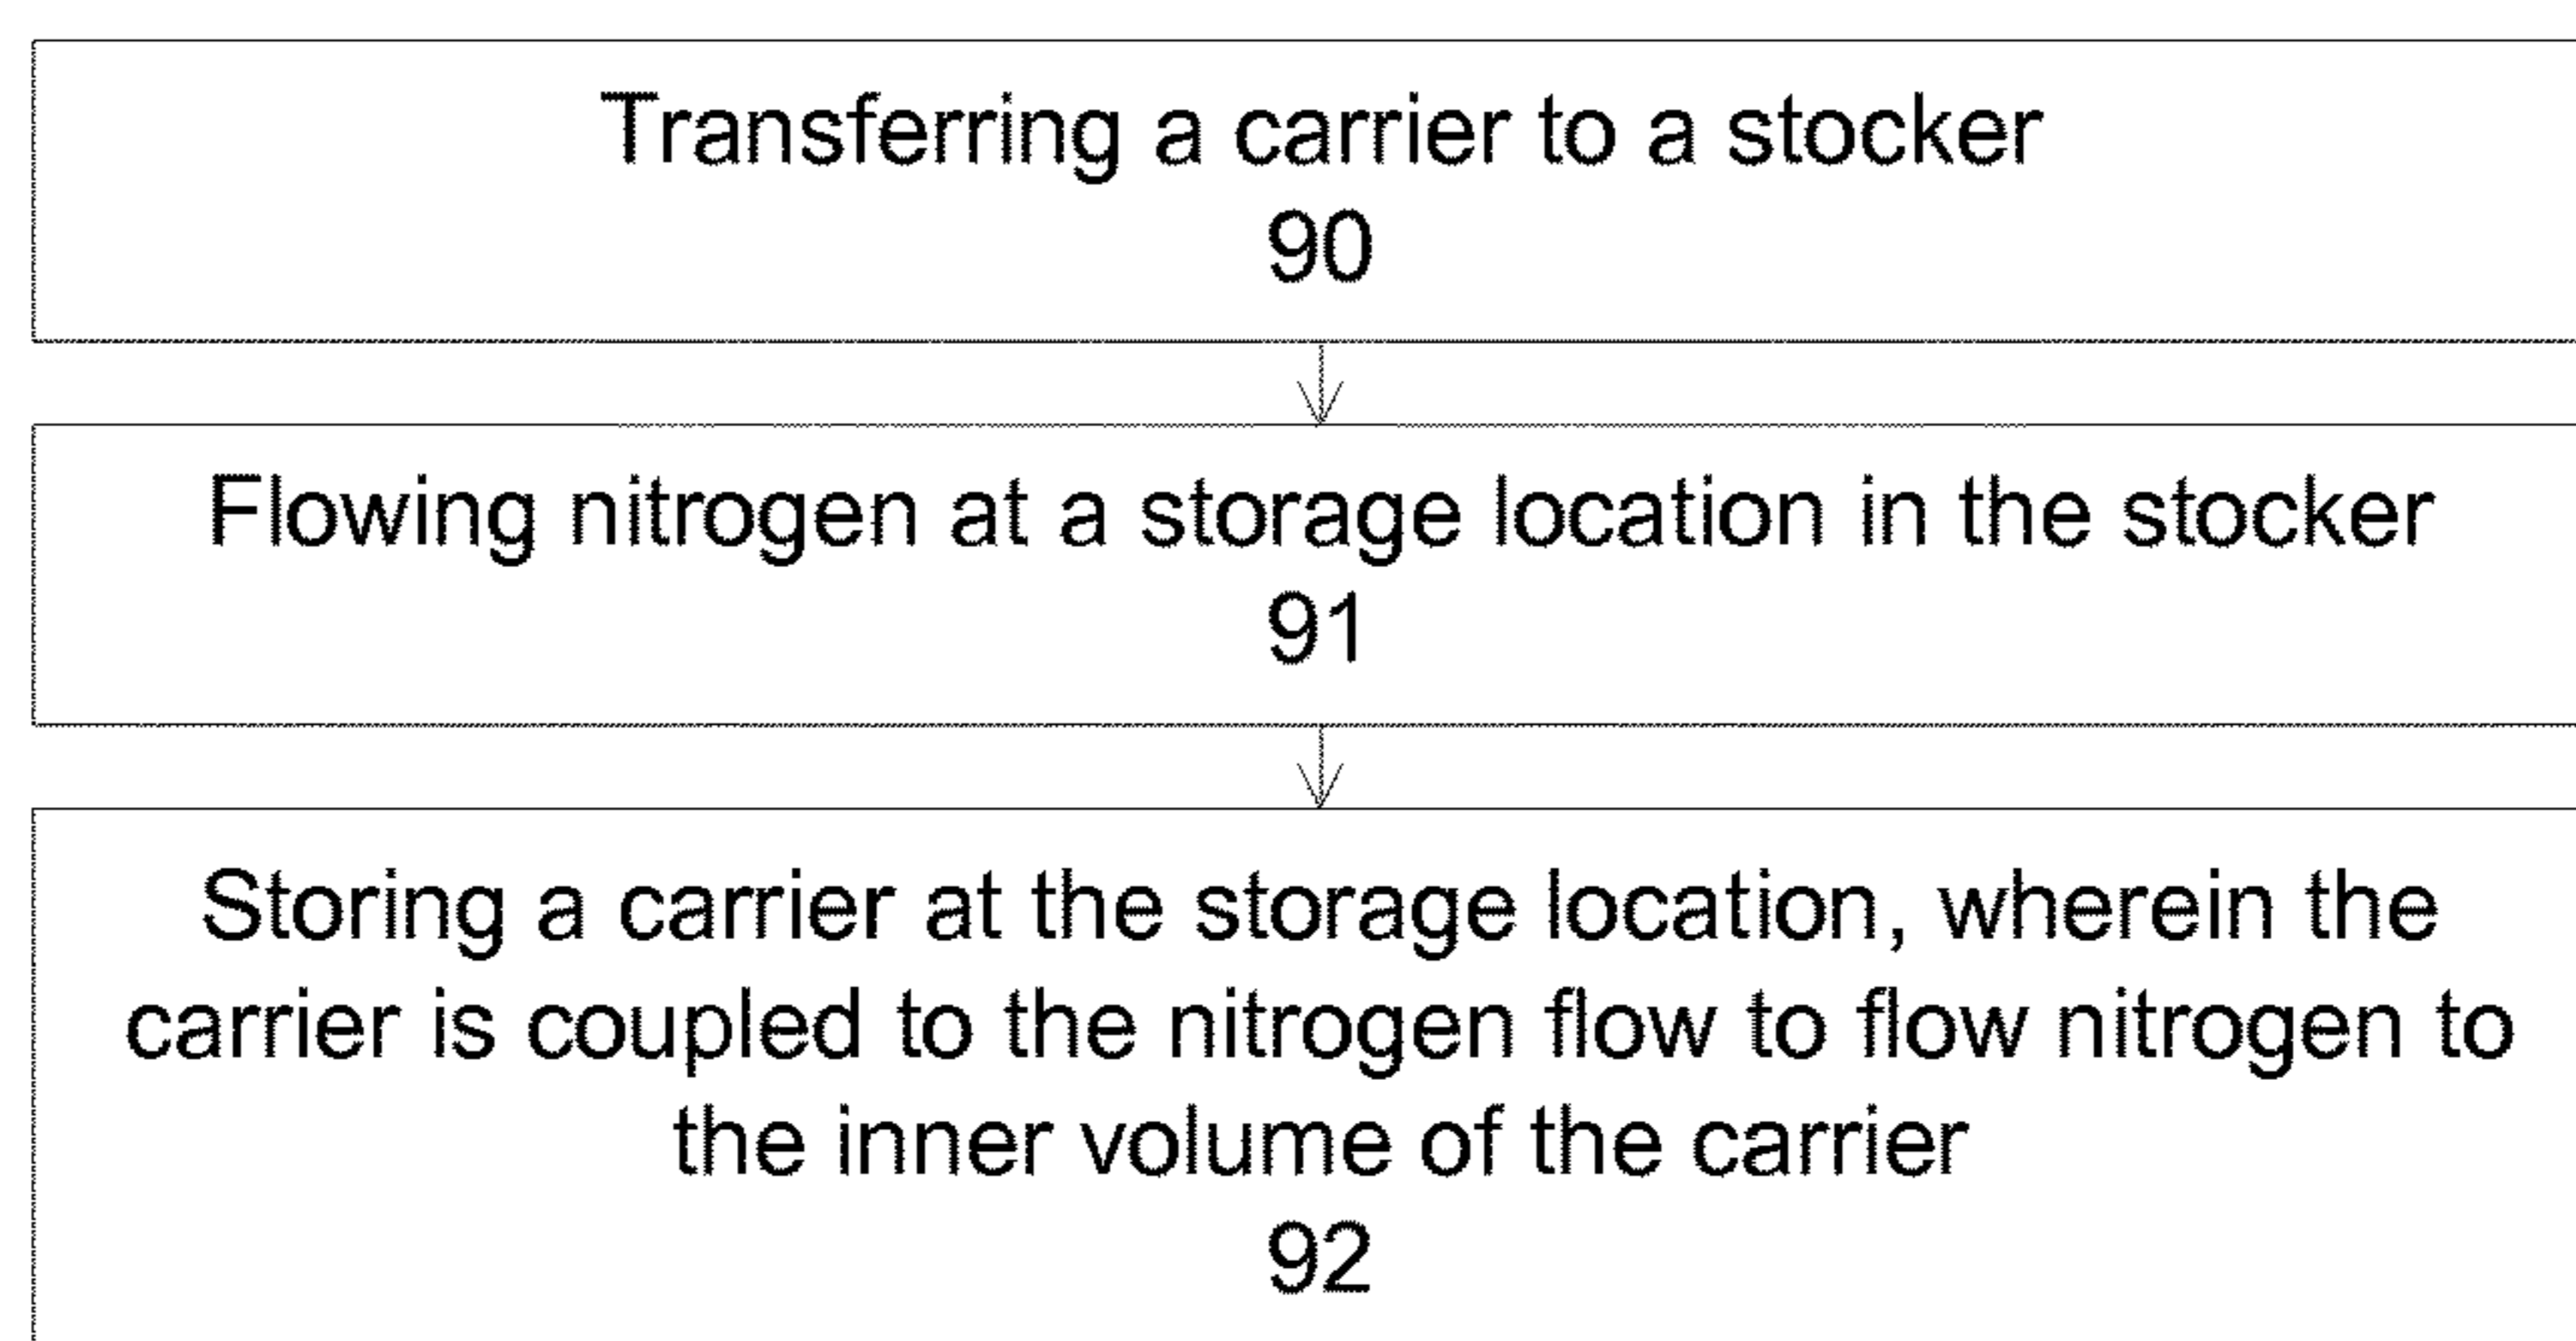 Transferring a carrier to a stocker
90
Flowing nitrogen at a storage location in the stocker
91
Storing a carrier at the storage location, wherein the
carrier is coupled to the nitrogen flow to flow nitrogen to
the inner volume of the carrier
92